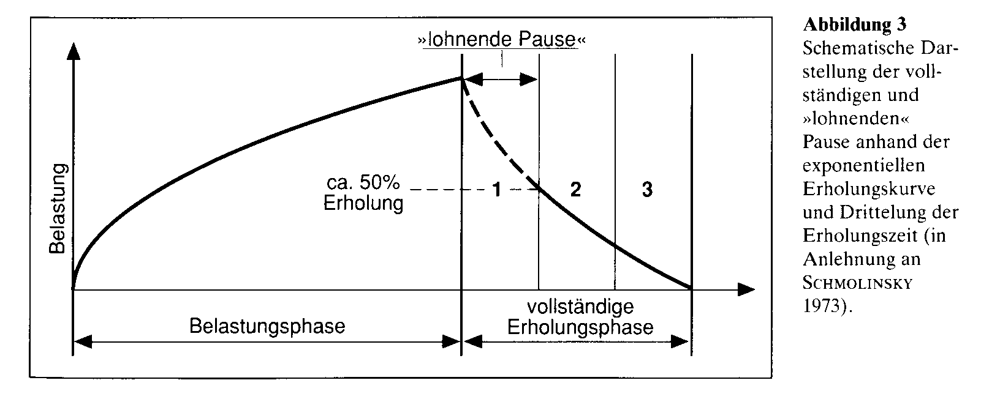 »lohnende Pause«
Belastung
ca. 50%
Erholung
1
2
3
Belastungsphase
vollständige
Erholungsphase
Abbildung 3
Schematische Dar-
stellung der voll-
ständigen und
»lohnenden«
Pause anhand der
exponentiellen
Erholungskurve
und Drittelung der
Erholungszeit (in
Anlehnung an
SCHMOLINSKY
1973).